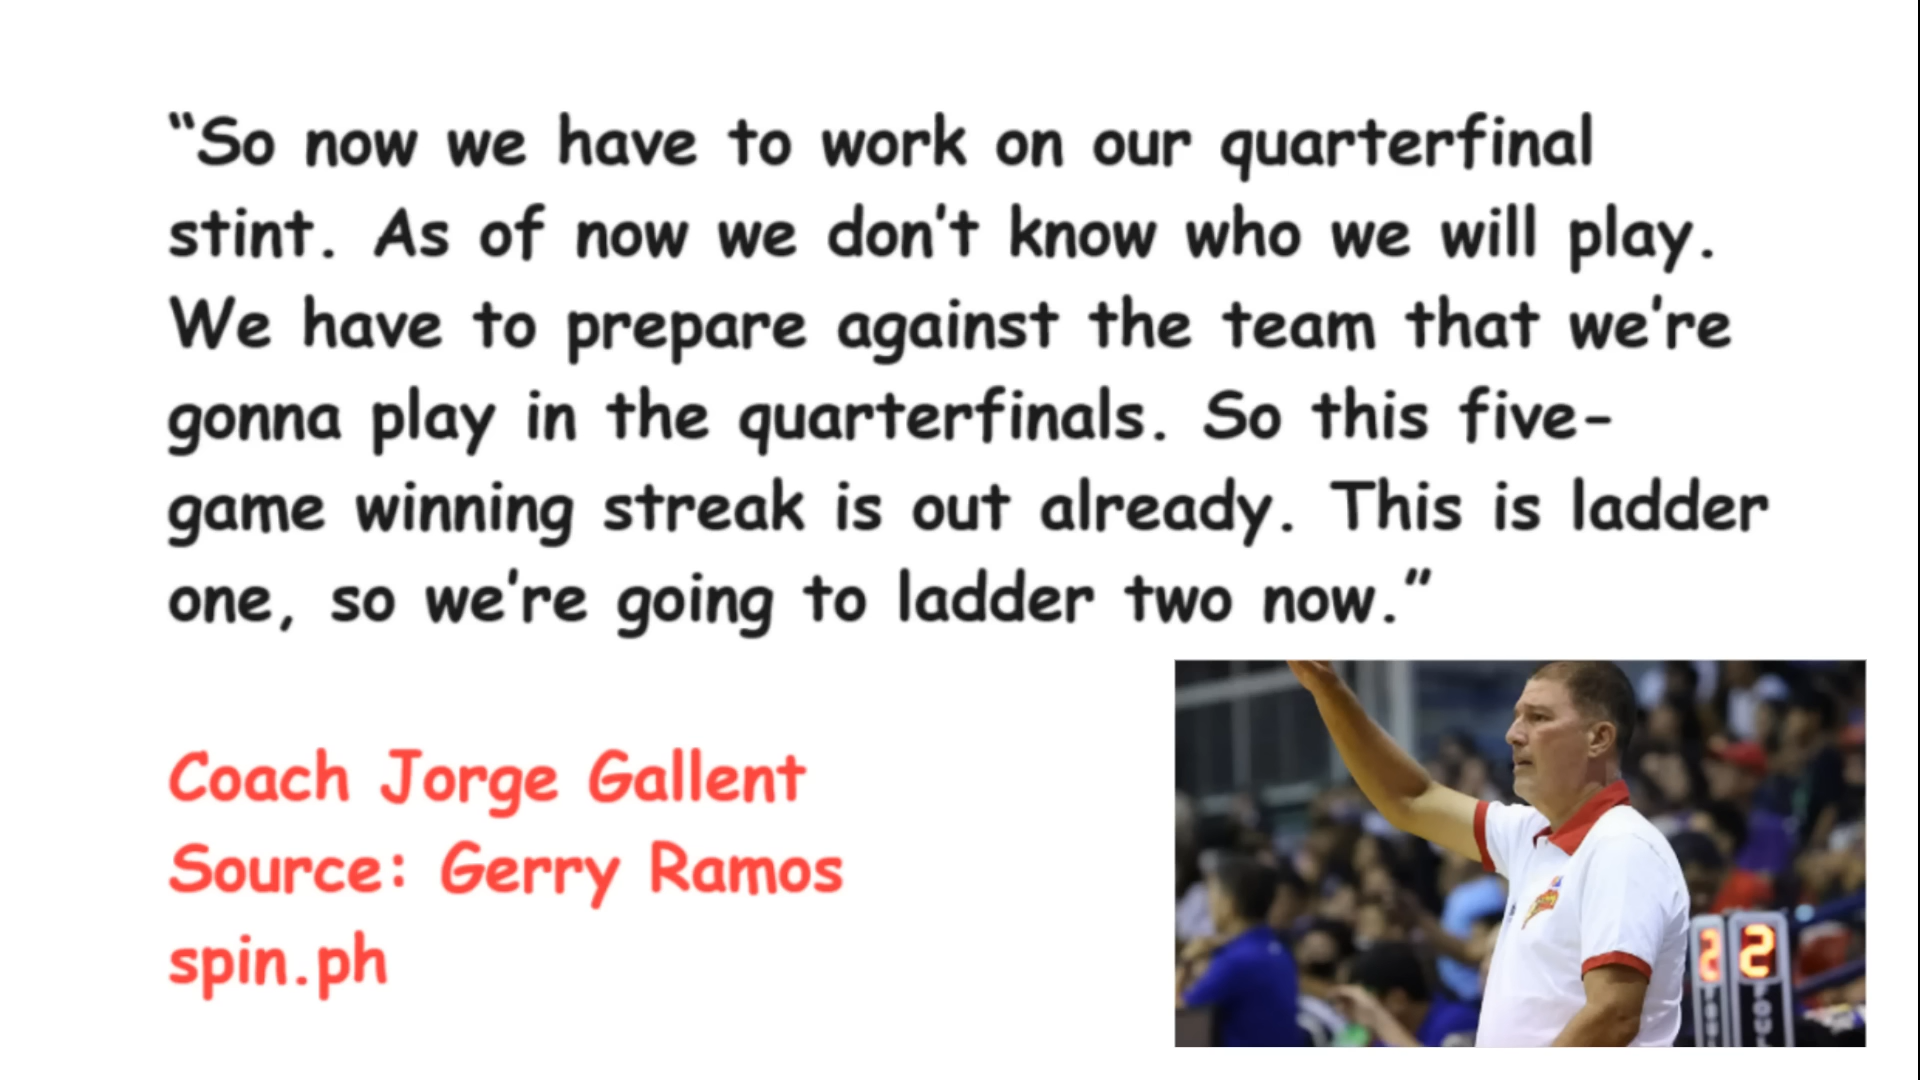 “So now we have to work on our quarterfinal
stint. As of now we don’t know who we will play.
We have to prepare against the team that we’re
gonna play in the quarterfinals. So this five-
game winning streak is out already. This is ladder
one, so we’re going to ladder two now.”
Coach Jorge Gallent
Source: Gerry Ramos
spin.ph
2 2